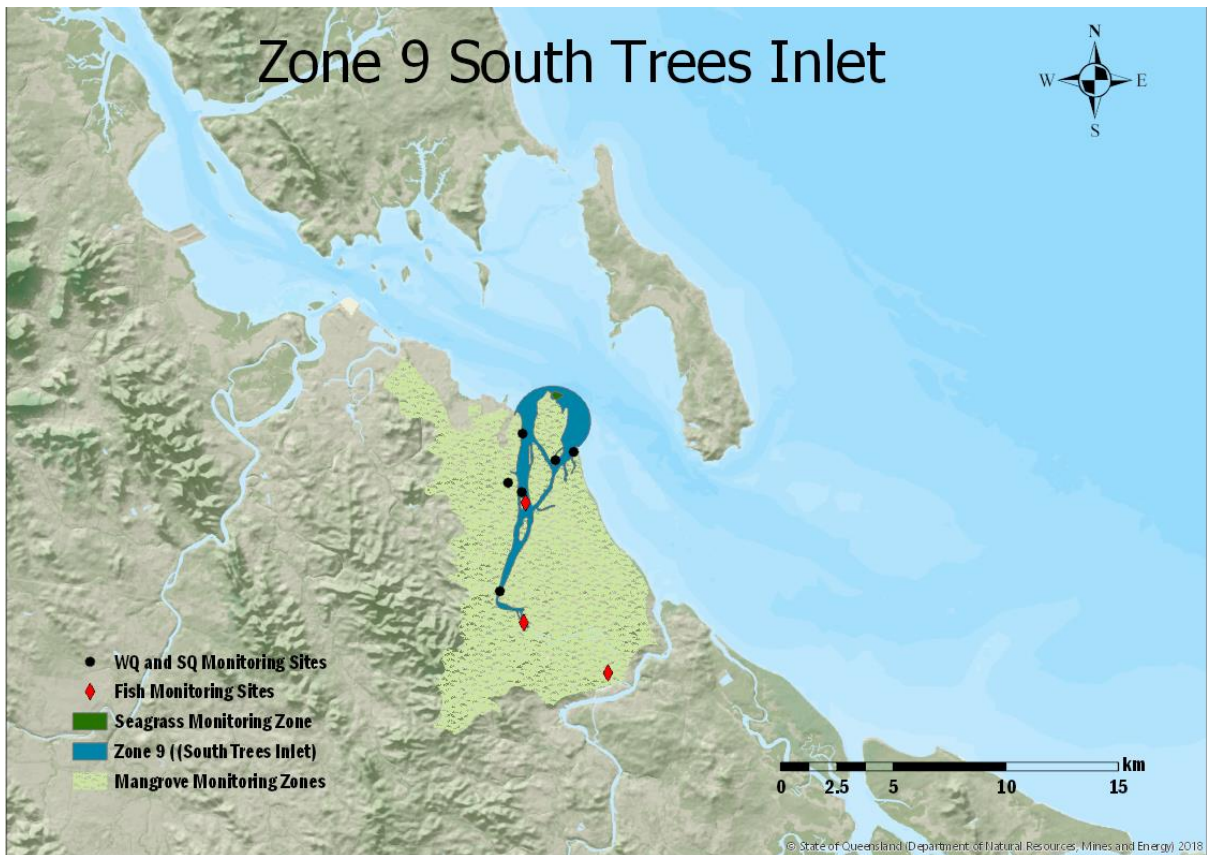 Zone 9 South Trees Inlet
N
W E
S
WQ and SQ Monitoring Sites
Fish Monitoring Sites
Seagrass Monitoring Zone
Zone 9 ((South Trees Inlet)
Mangrove Monitoring Zones
km
0 2.5 5 10 15
© State of Queensland (Department of Natural Resources, Mines and Energy) 2018